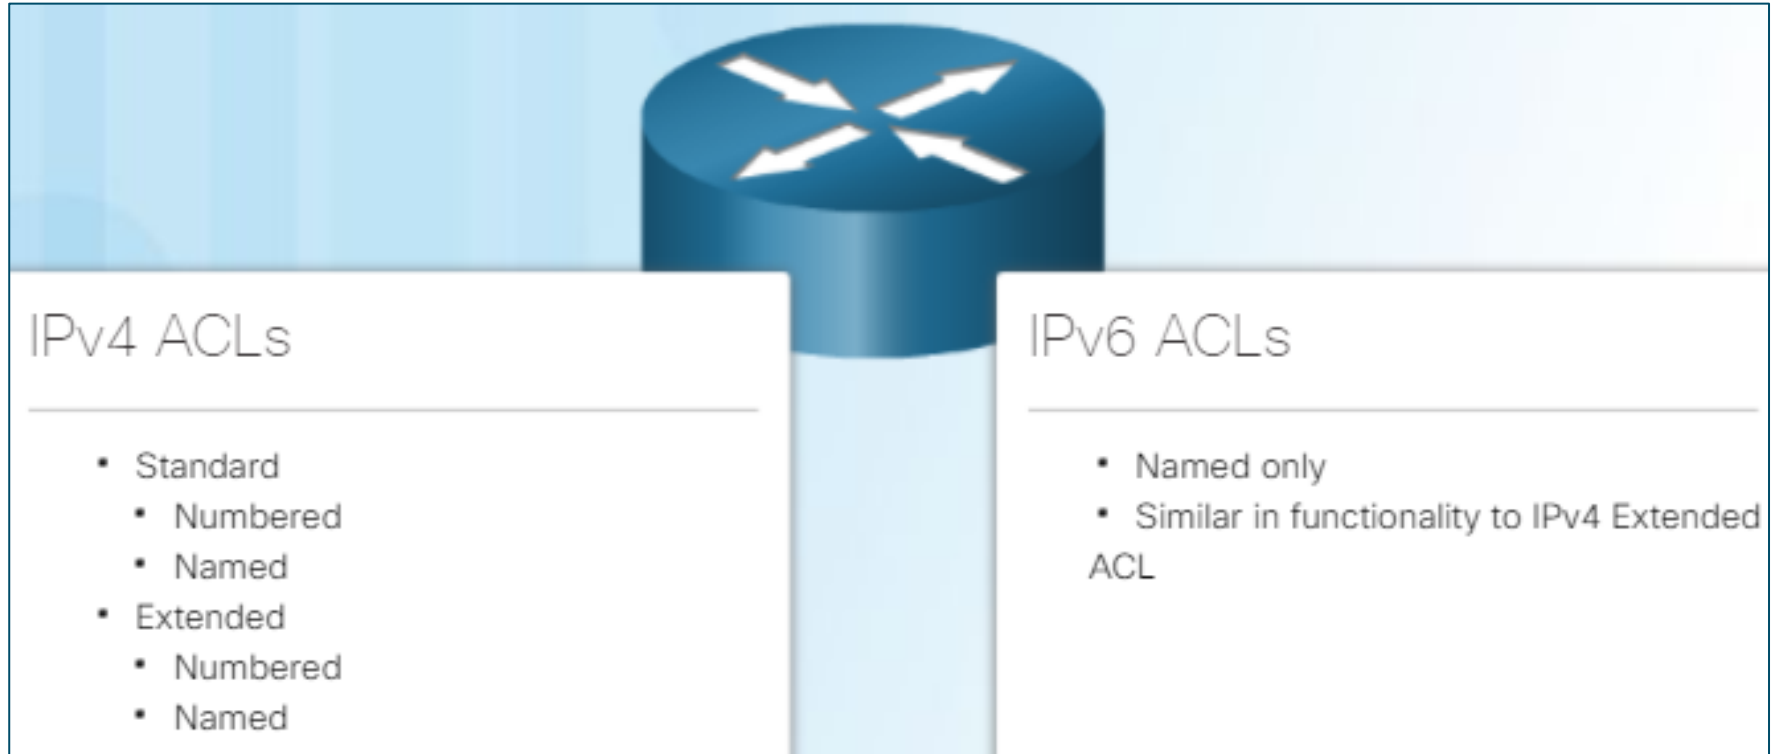 IPv4 ACLs
• Standard
• Numbered
• Named
• Extended
• Numbered
• Named
IPv6 ACLs
• Named only
• Similar in functionality to IPv4 Extended
ACL